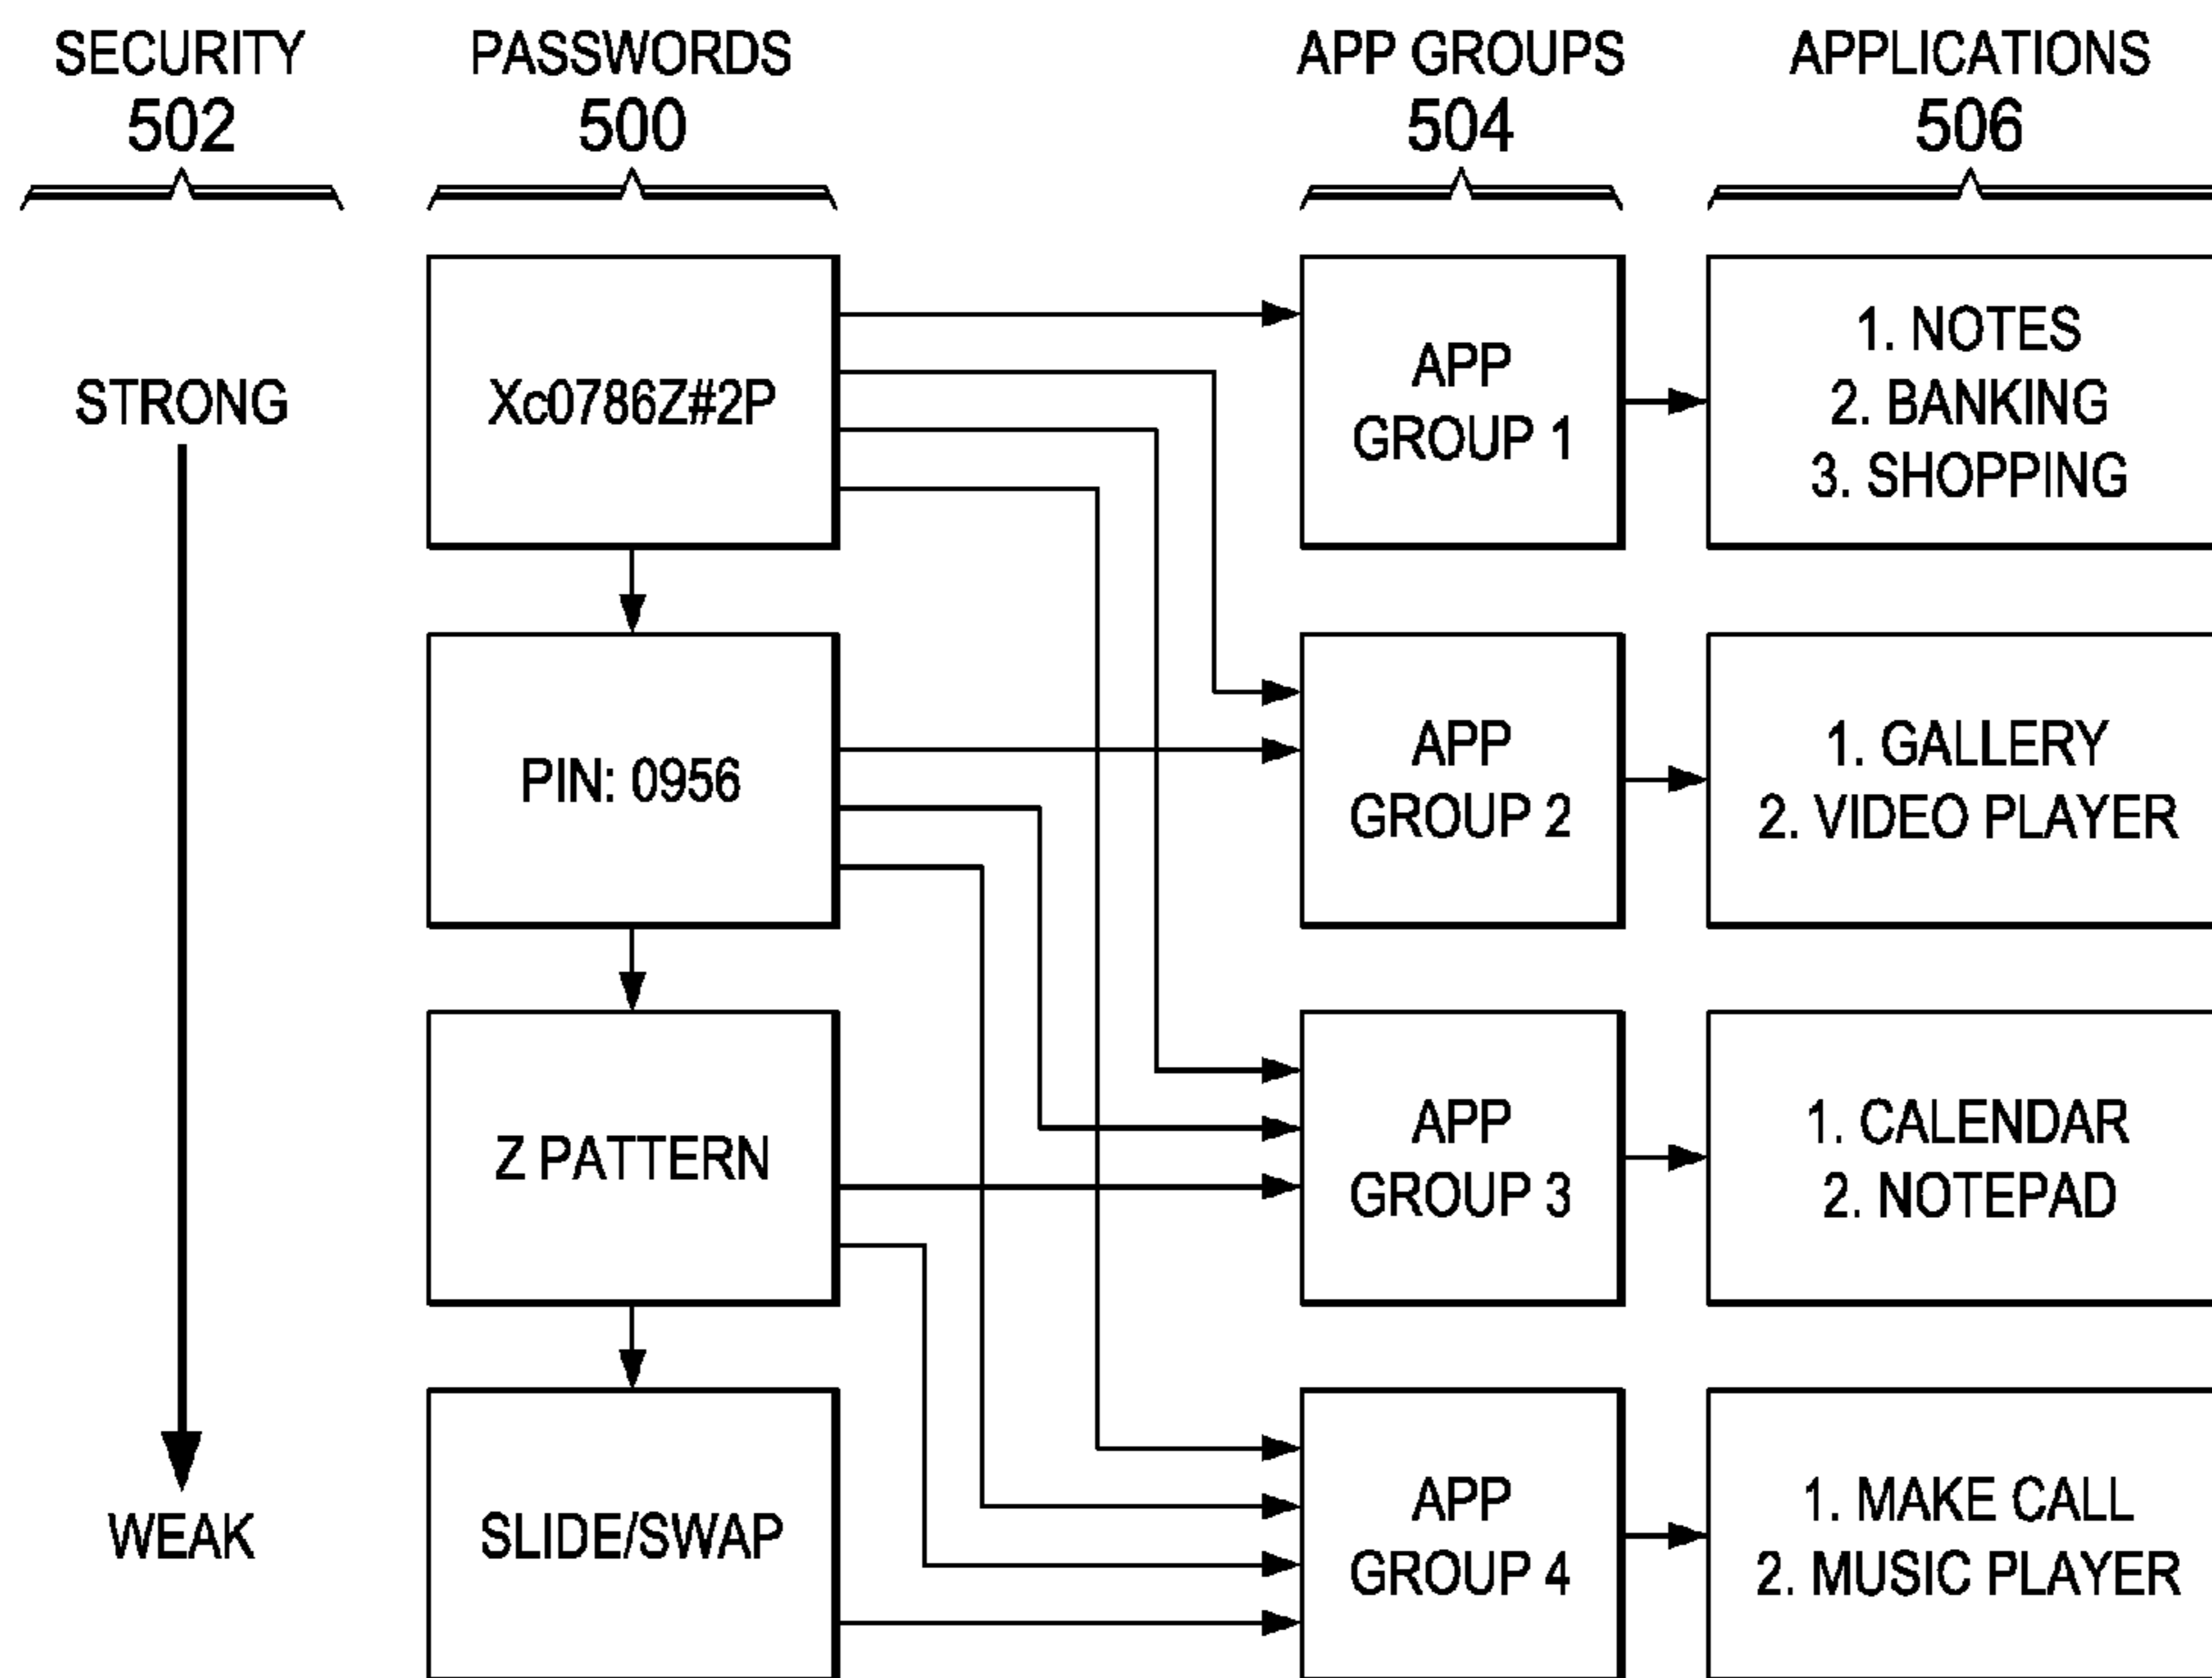 SECURITY
502
PASSWORDS
500
APP GROUPS
504
APPLICATIONS
506
STRONG
Xc0786Z#2P
APP
GROUP 1
1. NOTES
2. BANKING
3. SHOPPING
PIN: 0956
APP
GROUP 2
1. GALLERY
2. VIDEO PLAYER
Z PATTERN
APP
GROUP 3
1. CALENDAR
2. NOTEPAD
WEAK
SLIDE/SWAP
APP
GROUP 4
1. MAKE CALL
2. MUSIC PLAYER